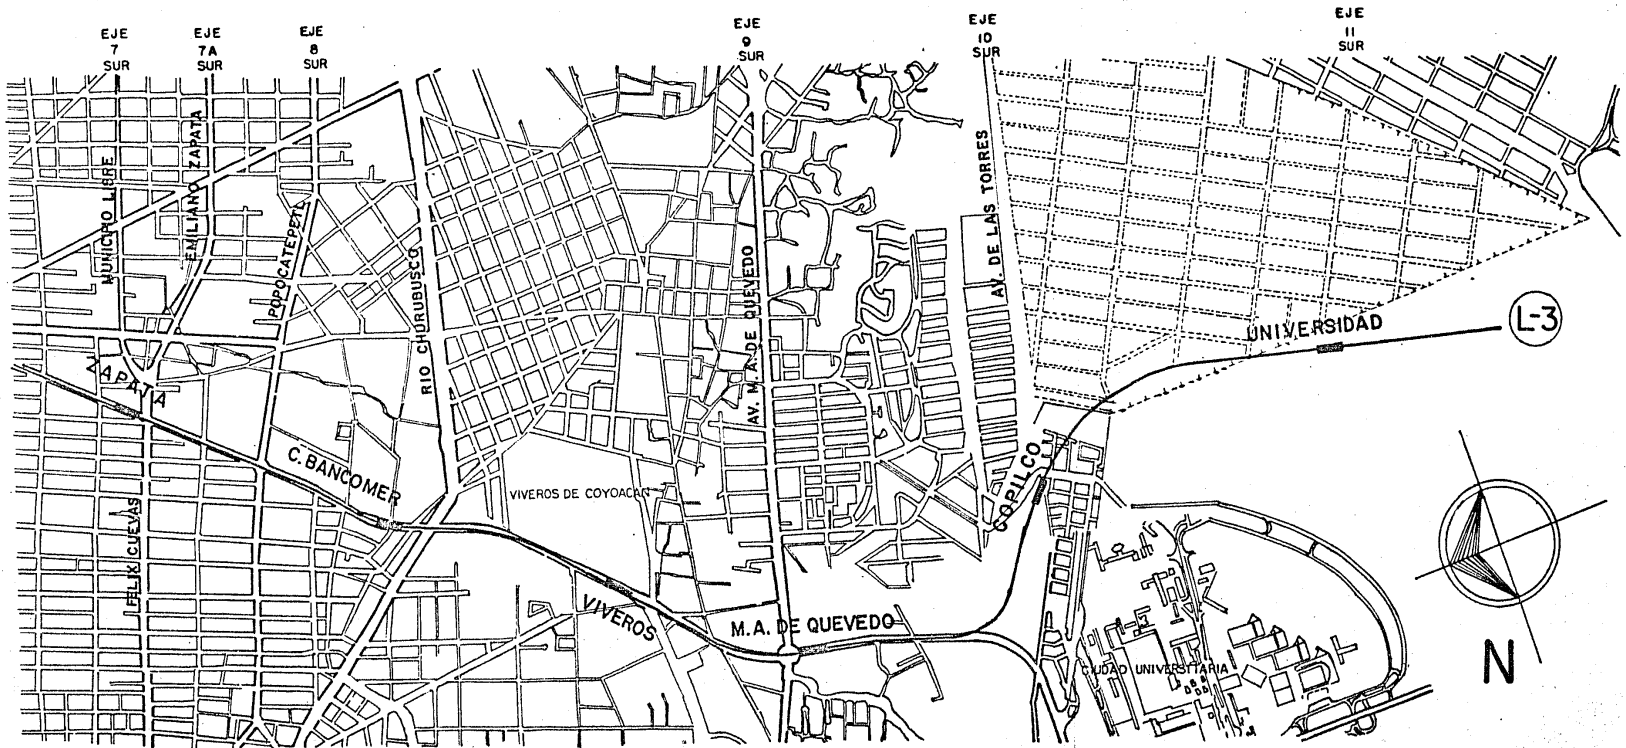 EJE
7
SUR
EJE
7A
SUR
EJE
8
SUR
EJE
9
SUR
EJE
10
SUR
EJE
11
SUR
MUNICIPIO LIBRE
EMILIANO ZAPATA
POPOCATEPETL
RIO CHURUBUSCO
AV. M. A. DE QUEVEDO
AV. DE LAS TORRES
UNIVERSIDAD
L-3
ZAPATA
C. BANCOMER
VIVEROS DE COYOACAN
COPILCO
FELIX CUEVAS
VIVEROS
M.A. DE QUEVEDO
CIUDAD UNIVERSITARIA
N